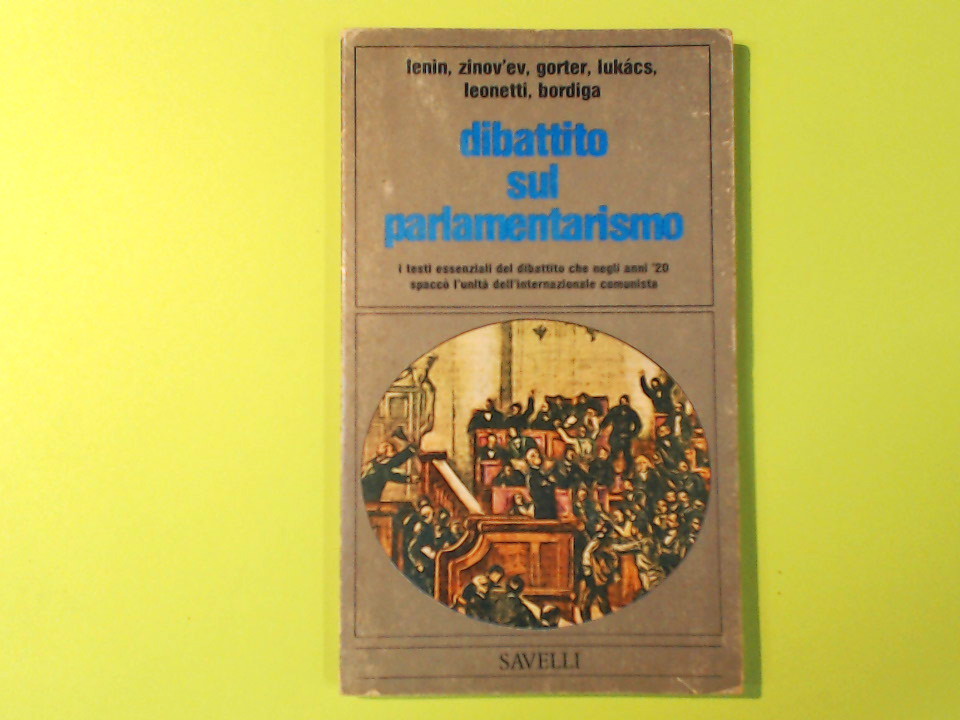 lenin, zinov'ev, gorter, lukács,
leonetti, bordiga
dibattito
sul
parlamentarismo
i testi essenziali del dibattito che negli anni '20
spaccò l'unità dell'internazionale comunista
SAVELLI